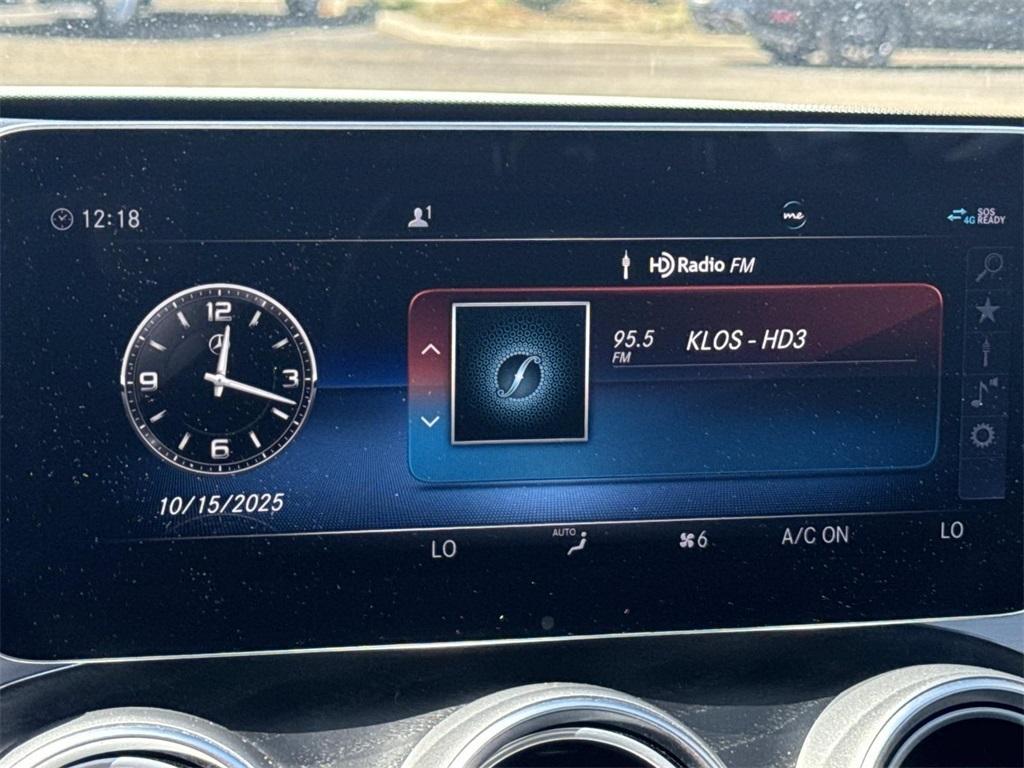 12:18
1
me
4G SOS READY
HD Radio FM
12
3
6
9
95.5 FM
KLOS - HD3
f
10/15/2025
LO
AUTO
6
A/C ON
LO